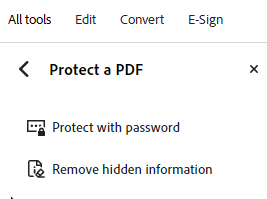 All tools Edit Convert E-Sign
Protect a PDF
Protect with password
Remove hidden information